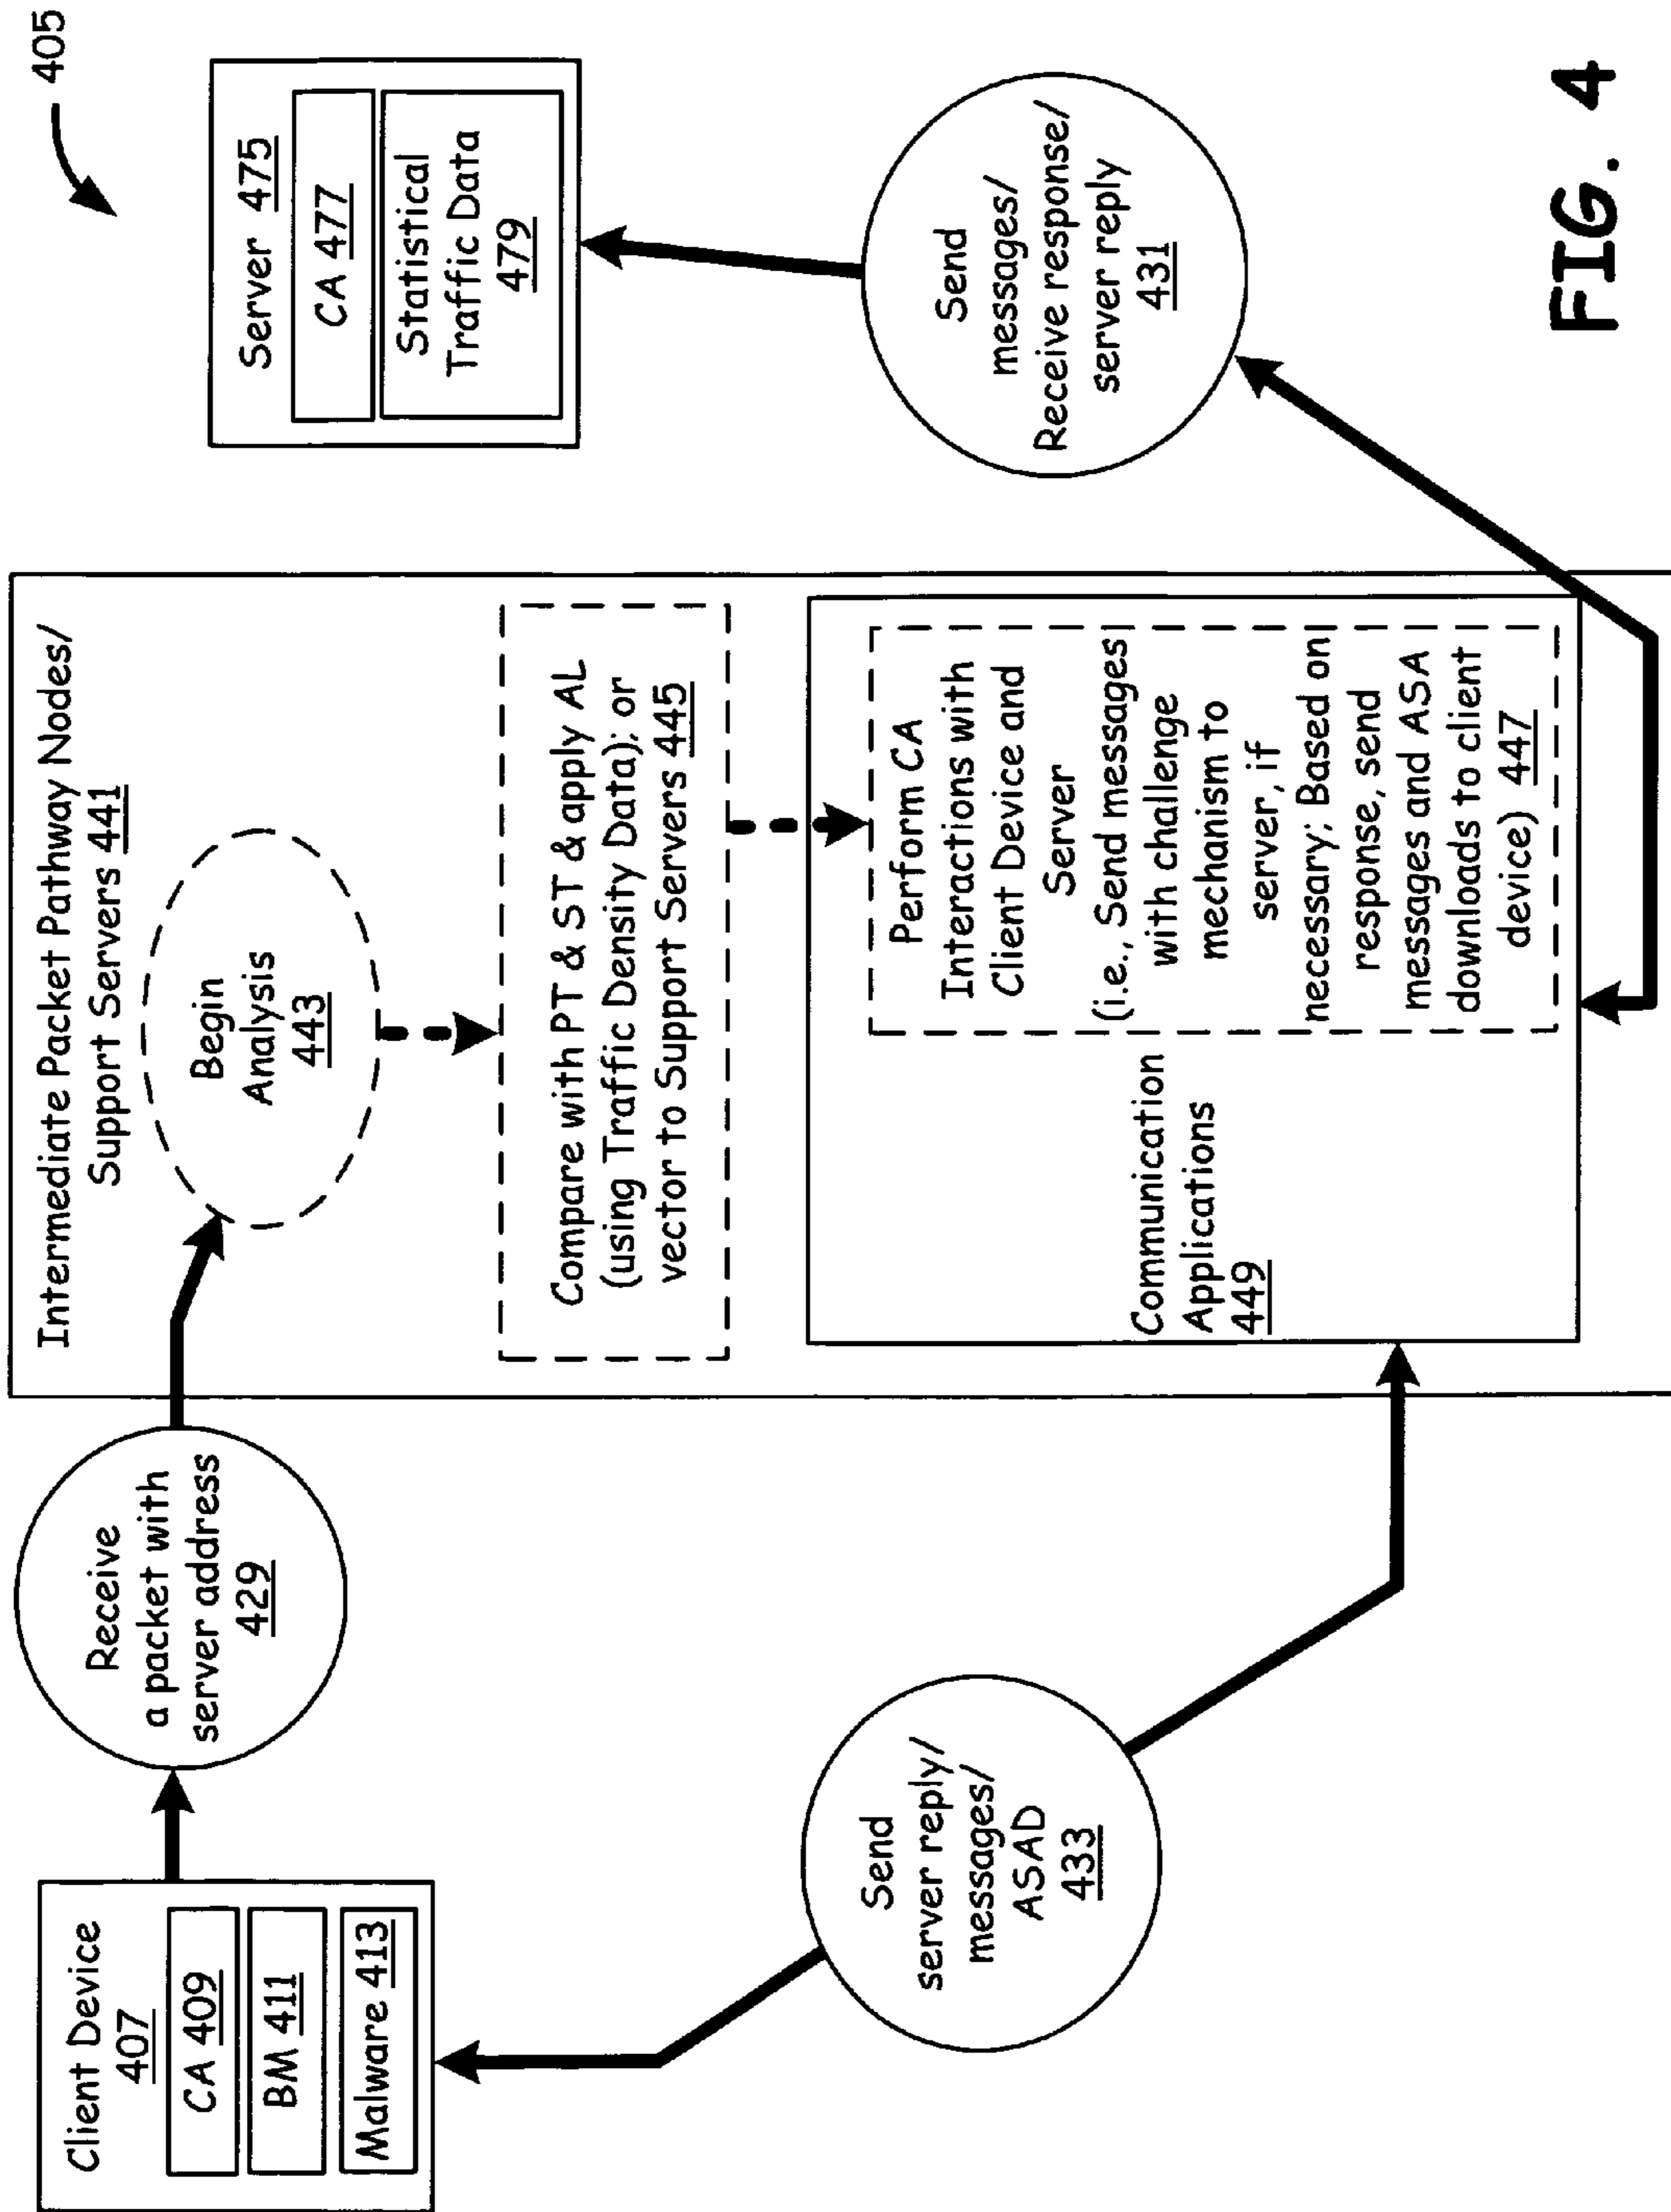 405
Client Device
407
CA 409
BM 411
Malware 413
Receive
a packet with
server address
429
Intermediate Packet Pathway Nodes/
Support Servers 441
Begin
Analysis
443
Compare with PT & ST & apply AL
(using Traffic Density Data); or
vector to Support Servers 445
Communication
Applications
449
Perform CA
Interactions with
Client Device and
Server
(i.e., Send messages
with challenge
mechanism to
server, if
necessary; Based on
response, send
messages and ASA
downloads to client
device) 447
Server 475
CA 477
Statistical
Traffic Data
479
Send
messages/
Receive response/
server reply
431
Send
server reply/
messages/
ASAD
433
FIG. 4